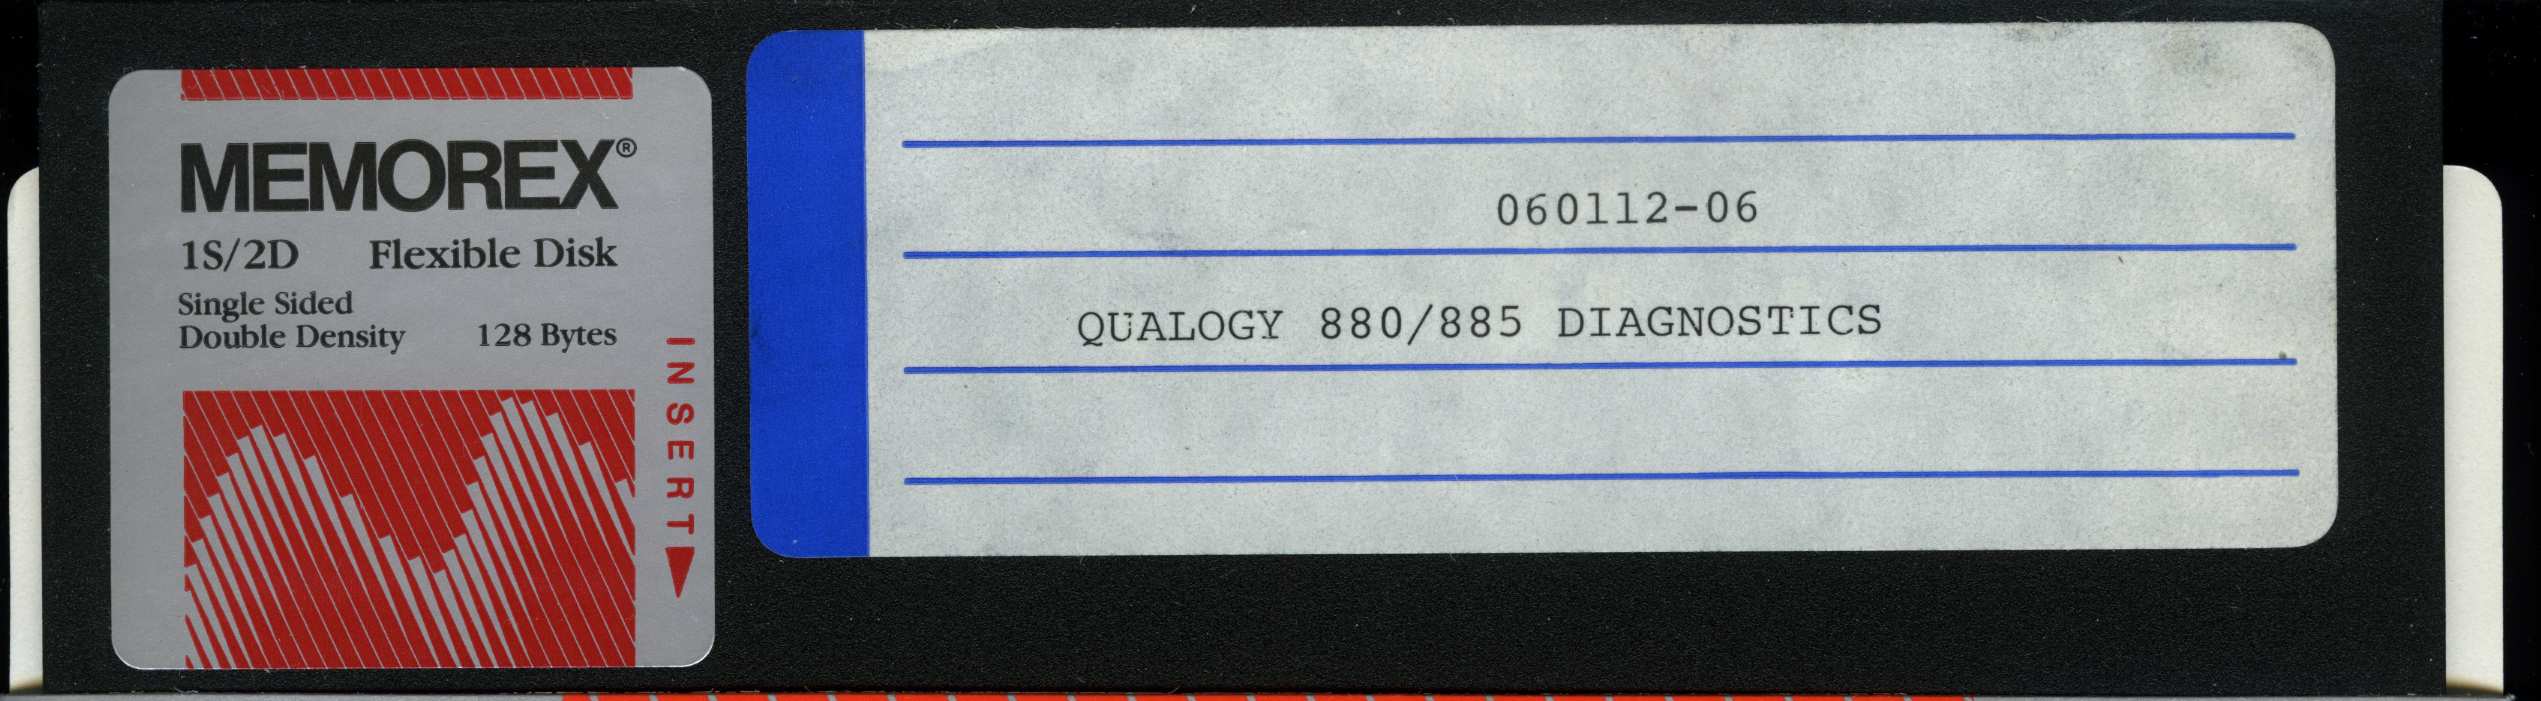 MEMOREX®
1S/2D Flexible Disk
Single Sided
Double Density 128 Bytes
INSERT
060112-06
QUALOGY 880/885 DIAGNOSTICS